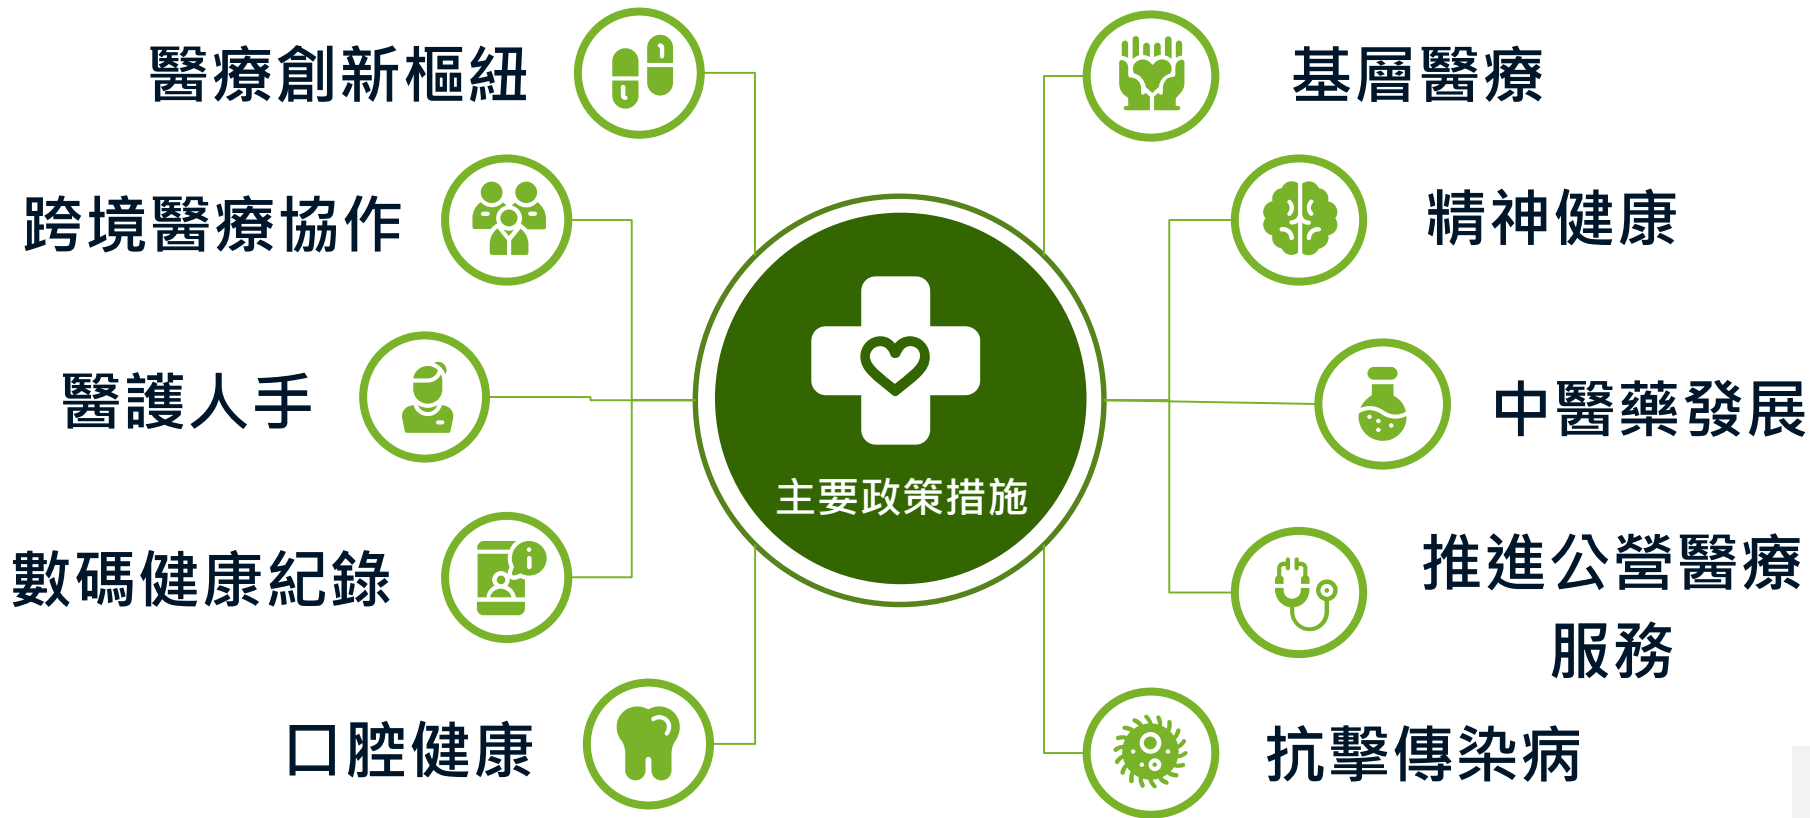 醫療創新樞紐
跨境醫療協作
醫護人手
數碼健康紀錄
口腔健康
主要政策措施
基層醫療
精神健康
中醫藥發展
推進公營醫療
服務
抗擊傳染病